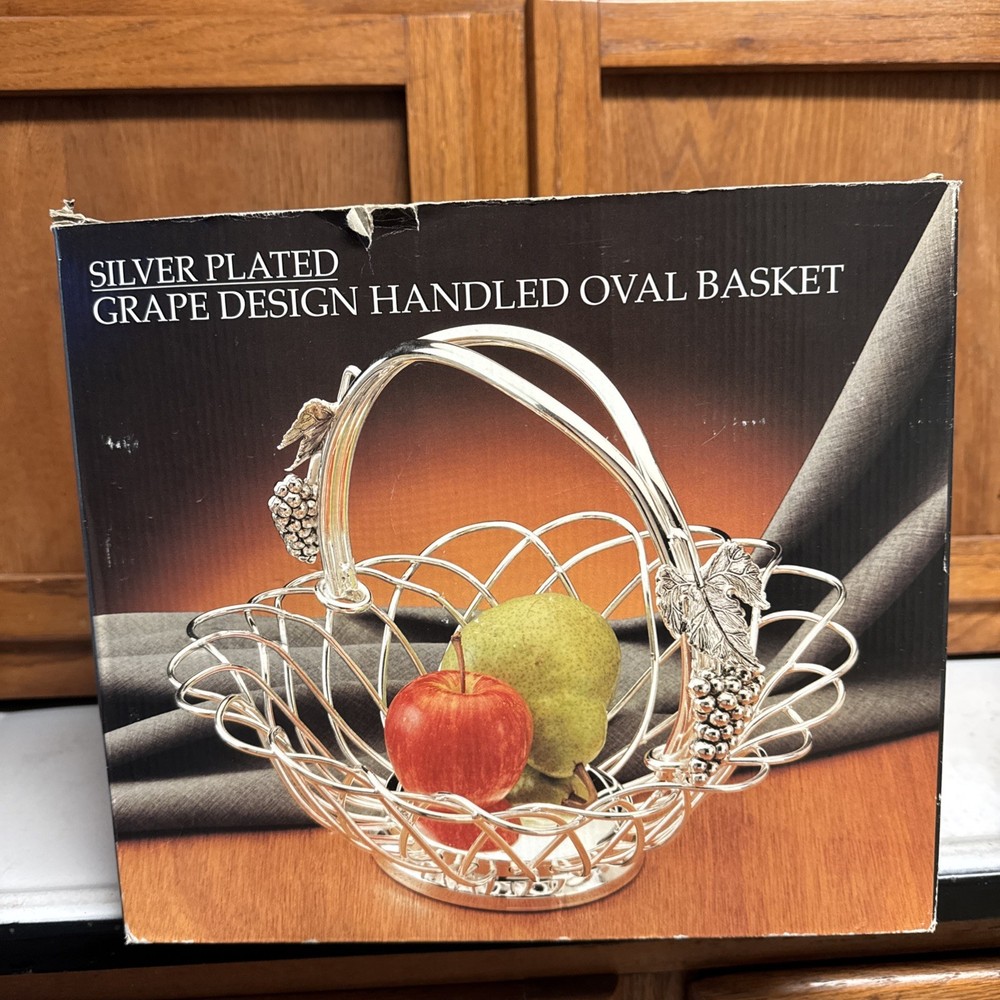 SILVER PLATED
GRAPE DESIGN HANDLED OVAL BASKET